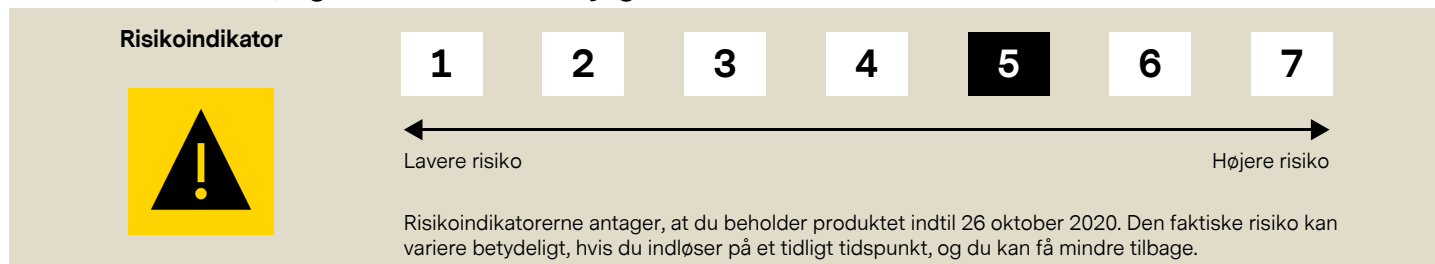 Risikoindikator
1 2 3 4 5 6 7
Lavere risiko Højere risiko
Risikoindikatorerne antager, at du beholder produktet indtil 26 oktober 2020. Den faktiske risiko kan
variere betydeligt, hvis du indløser på et tidligt tidspunkt, og du kan få mindre tilbage.